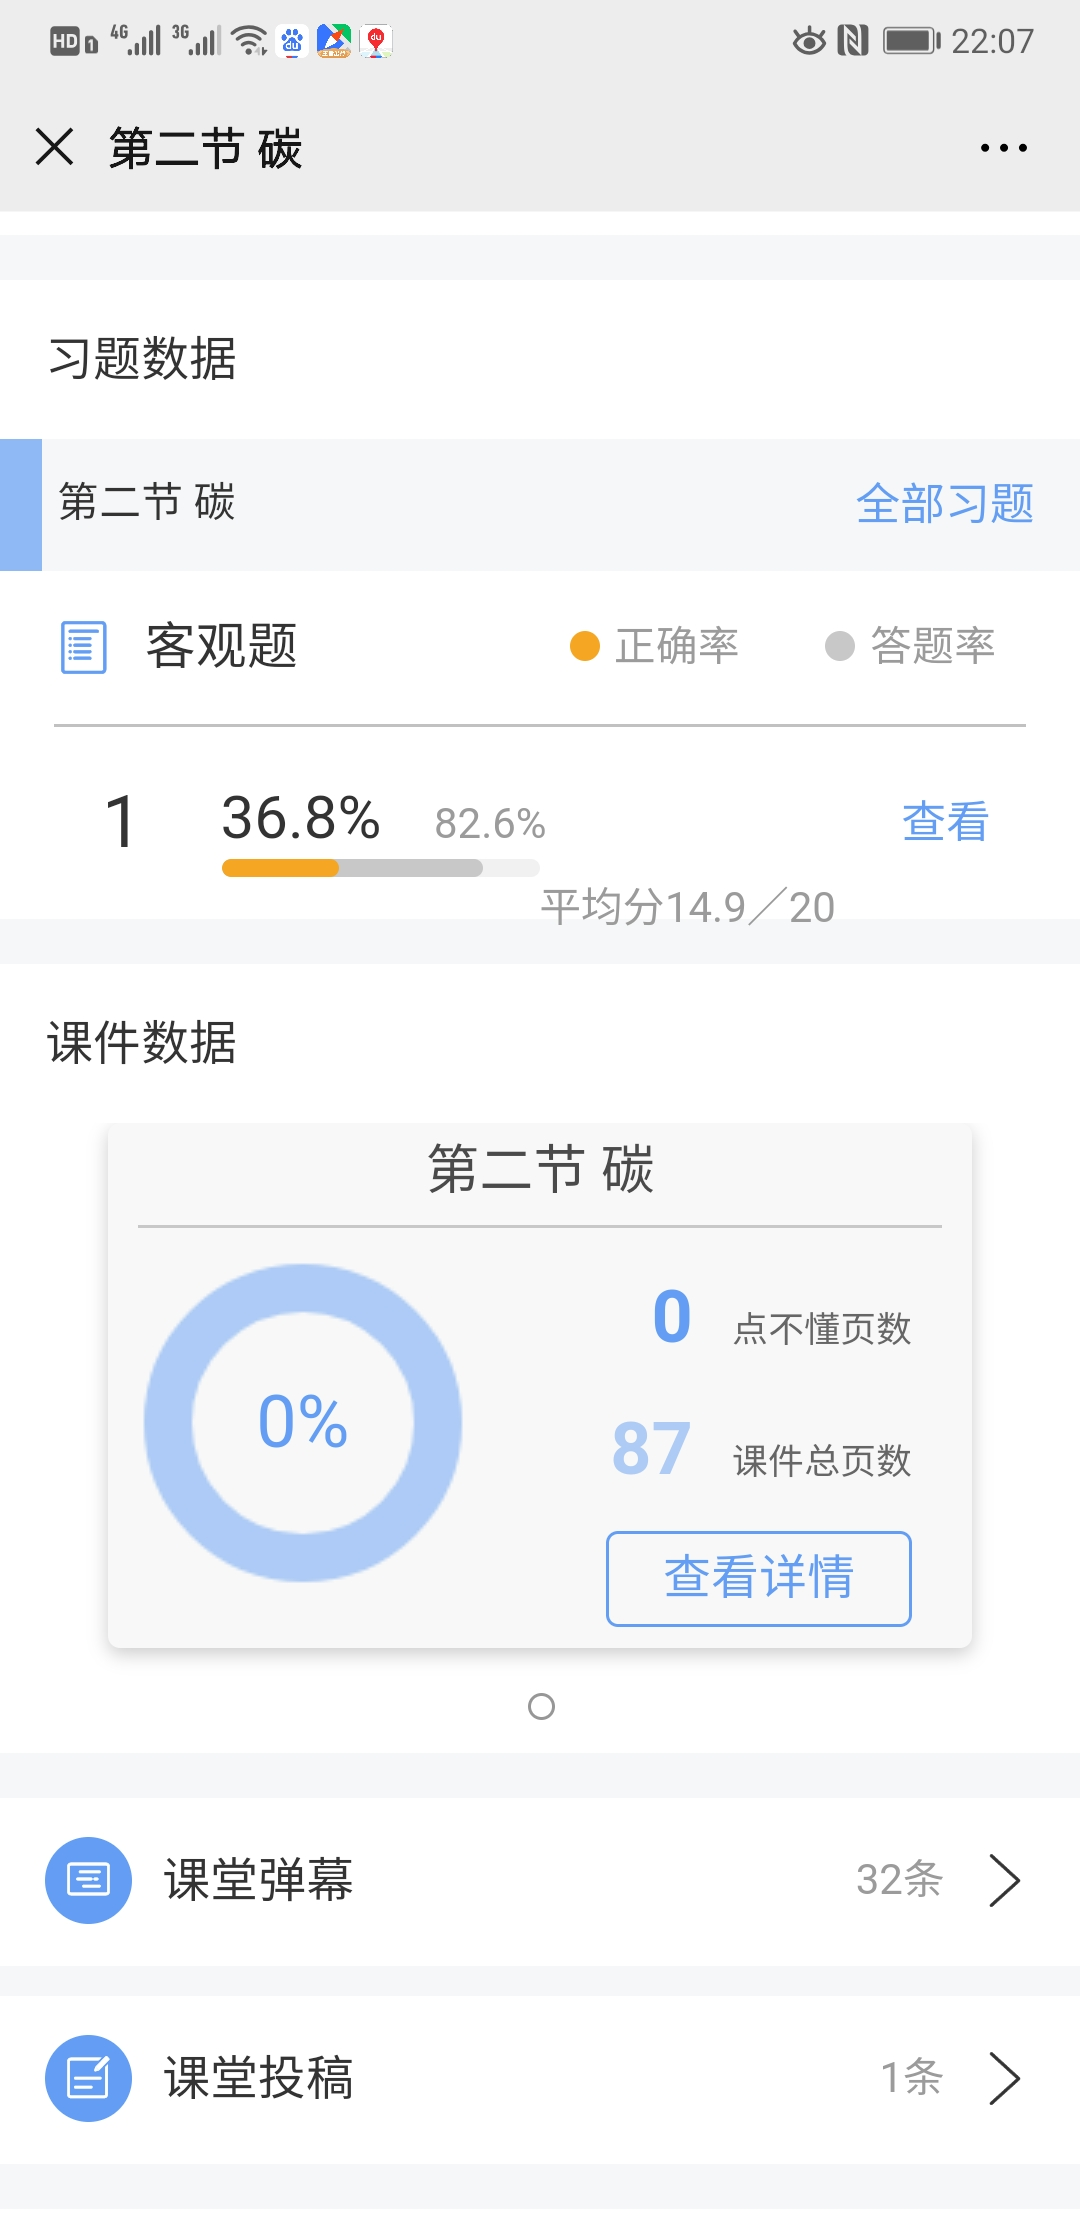 HD 1 4G 3G du du 22:07
第二节 碳
习题数据
第二节 碳 全部习题
客观题 正确率 答题率
1 36.8% 82.6% 查看
平均分14.9／20
课件数据
第二节 碳
0 点不懂页数
0%
87 课件总页数
查看详情
课堂弹幕 32条
课堂投稿 1条